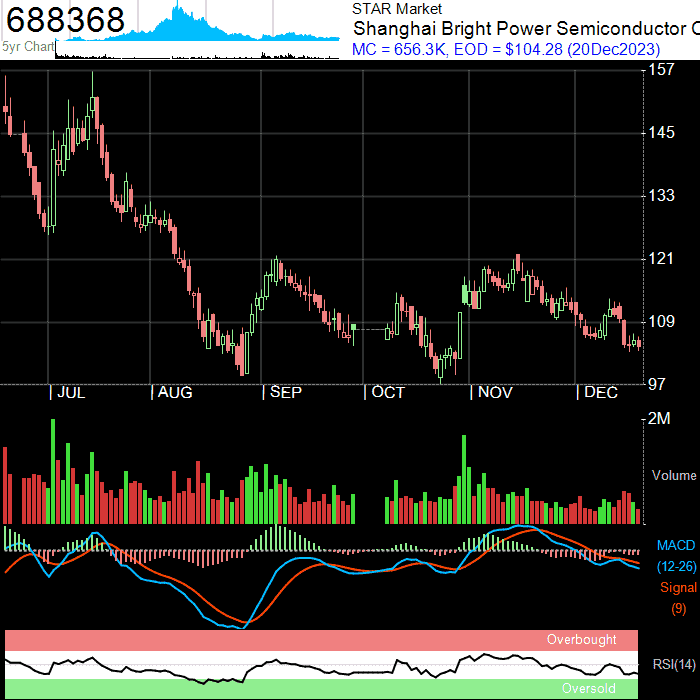 688368
5yr Chart
STAR Market
Shanghai Bright Power Semiconductor C
MC = 656.3K, EOD = $104.28 (20Dec2023)
157
145
133
121
109
97
JUL AUG SEP OCT NOV DEC
2M
Volume
MACD
(12-26)
Signal
(9)
Overbought
RSI(14)
Oversold